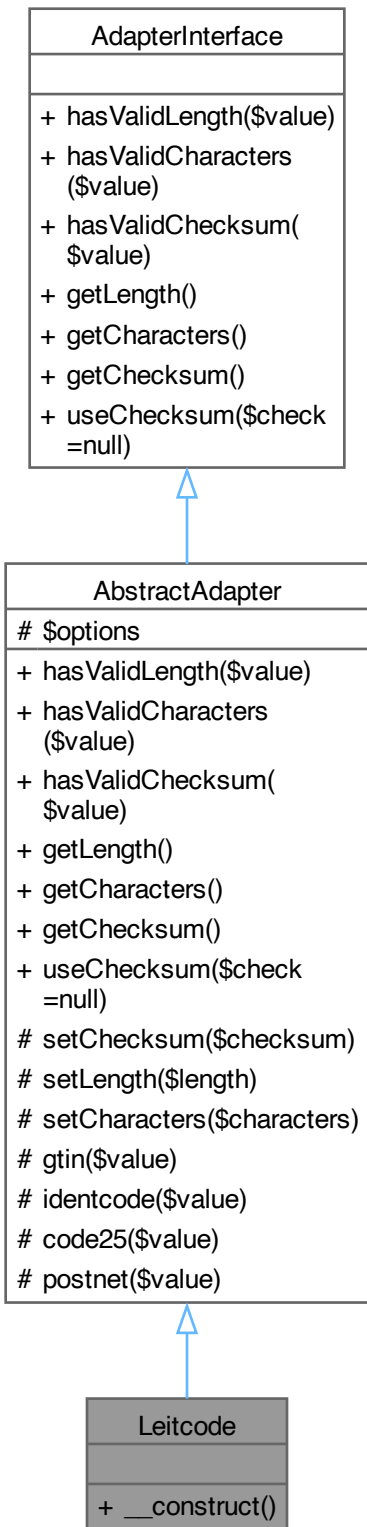 AdapterInterface
+ hasValidLength($value)
+ hasValidCharacters
($value)
+ hasValidChecksum(
$value)
+ getLength()
+ getCharacters()
+ getChecksum()
+ useChecksum($check
=null)
AbstractAdapter
# $options
+ hasValidLength($value)
+ hasValidCharacters
($value)
+ hasValidChecksum(
$value)
+ getLength()
+ getCharacters()
+ getChecksum()
+ useChecksum($check
=null)
# setChecksum($checksum)
# setLength($length)
# setCharacters($characters)
# gtin($value)
# identcode($value)
# code25($value)
# postnet($value)
Leitcode
+ __construct()